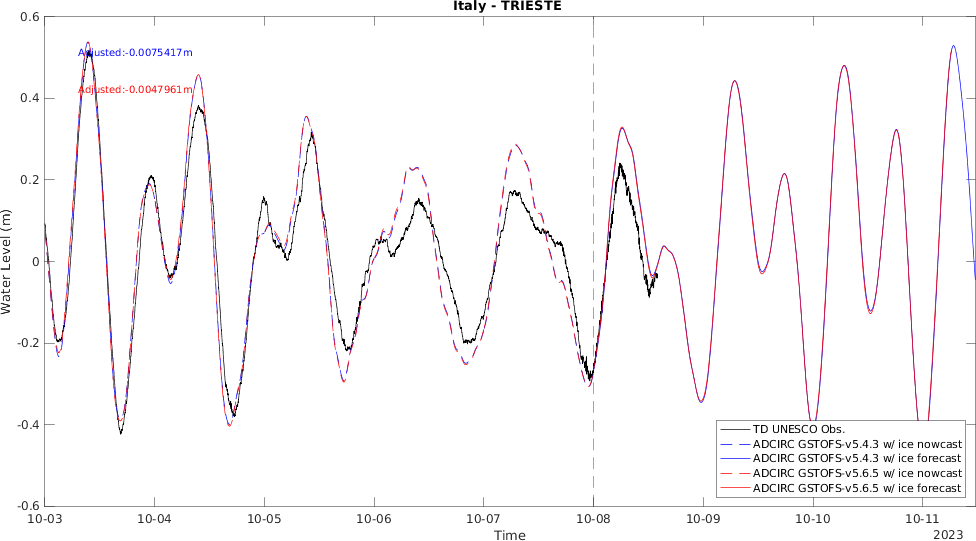 Italy - TRIESTE
0.6
0.4
0.2
0
-0.2
-0.4
-0.6
Water Level (m)
Adjusted:-0.0075417m
Adjusted:-0.0047961m
TD UNESCO Obs.
ADCIRC GSTOFS-v5.4.3 w/ ice nowcast
ADCIRC GSTOFS-v5.4.3 w/ ice forecast
ADCIRC GSTOFS-v5.6.5 w/ ice nowcast
ADCIRC GSTOFS-v5.6.5 w/ ice forecast
10-03 10-04 10-05 10-06 10-07 10-08 10-09 10-10 10-11
Time
2023